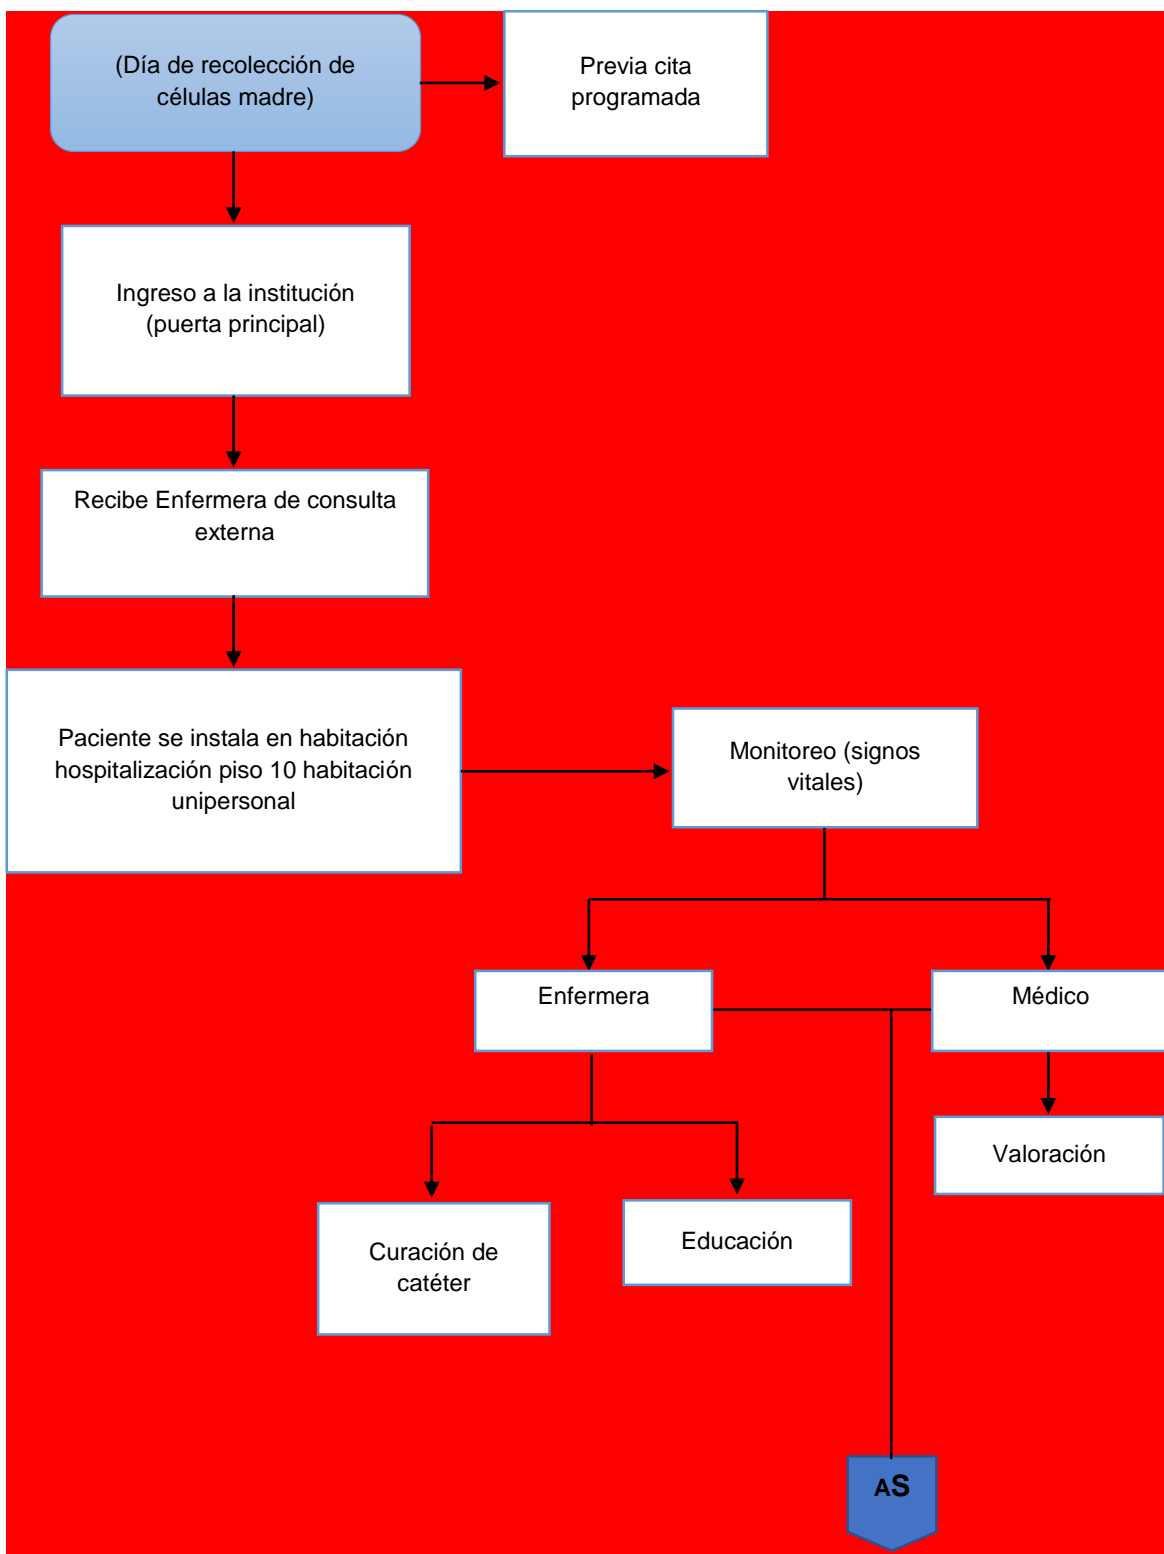 (Día de recolección de
células madre)
Previa cita
programada
Ingreso a la institución
(puerta principal)
Recibe Enfermera de consulta
externa
Paciente se instala en habitación
hospitalización piso 10 habitación
unipersonal
Monitoreo (signos
vitales)
Enfermera
Médico
Valoración
Curación de
catéter
Educación
AS